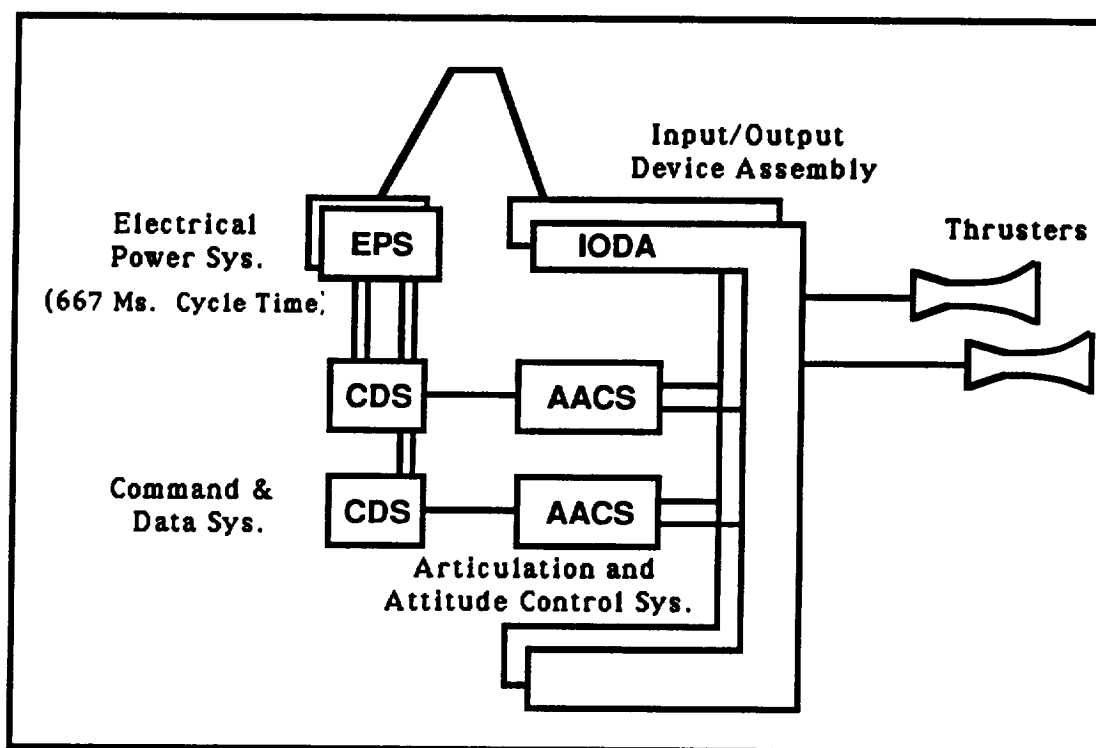 Input/Output
Device Assembly
Electrical
Power Sys.
(667 Ms. Cycle Time)
EPS
IODA
Thrusters
CDS
AACS
Command &
Data Sys.
CDS
AACS
Articulation and
Attitude Control Sys.